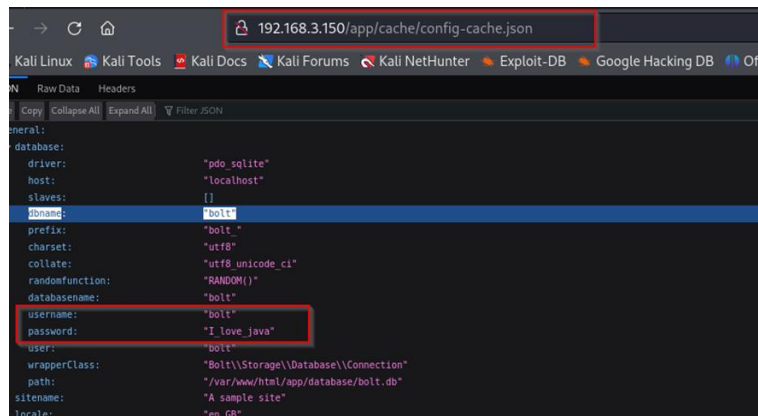 192.168.3.150/app/cache/config-cache.json
Kali Linux Kali Tools Kali Docs Kali Forums Kali NetHunter Exploit-DB Google Hacking DB
Raw Data Headers
Copy Collapse All Expand All Filter JSON
database:
driver: "pdo_sqlite"
host: "localhost"
slaves: []
dbname: "bolt"
prefix: "bolt_"
charset: "utf8"
collate: "utf8_unicode_ci"
randomfunction: "RANDOM()"
databasename: "bolt"
username: "bolt"
password: "I_love_java"
user: "bolt"
wrapperClass: "Bolt\\Storage\\Database\\Connection"
path: "/var/www/html/app/database/bolt.db"
sitename: "A sample site"
locale: "en_GB"